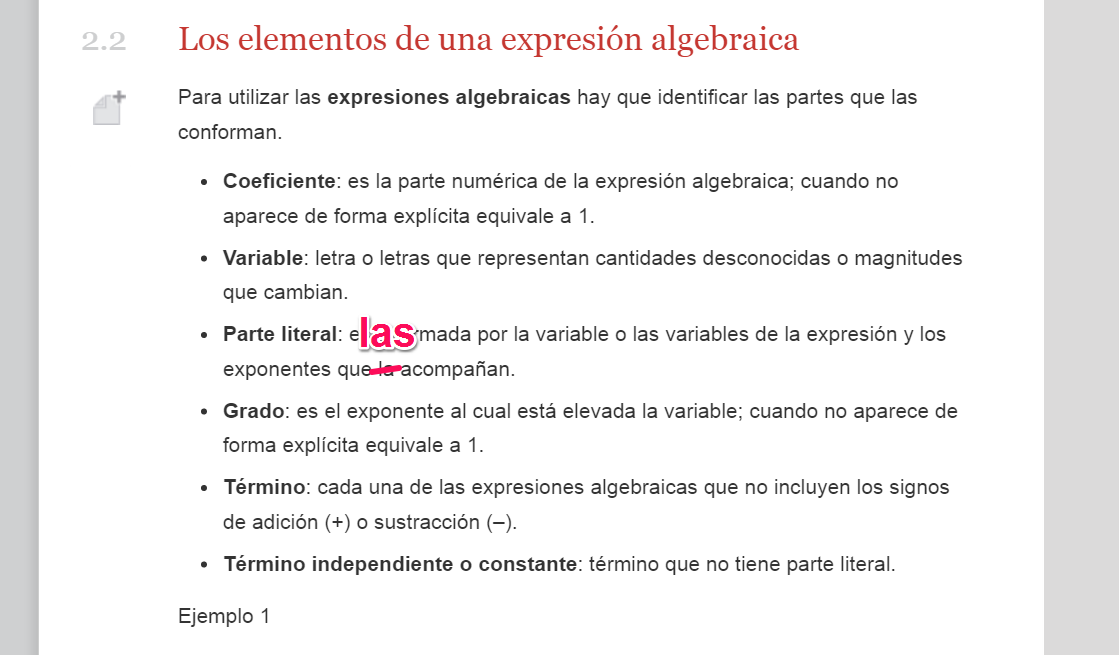 2.2 Los elementos de una expresión algebraica
Para utilizar las expresiones algebraicas hay que identificar las partes que las
conforman.
• Coeficiente: es la parte numérica de la expresión algebraica; cuando no
aparece de forma explícita equivale a 1.
• Variable: letra o letras que representan cantidades desconocidas o magnitudes
que cambian.
las
• Parte literal: por la variable o las variables de la expresión y los
exponentes que la acompañan.
• Grado: es el exponente al cual está elevada la variable; cuando no aparece de
forma explícita equivale a 1.
• Término: cada una de las expresiones algebraicas que no incluyen los signos
de adición (+) o sustracción (–).
• Término independiente o constante: término que no tiene parte literal.
Ejemplo 1